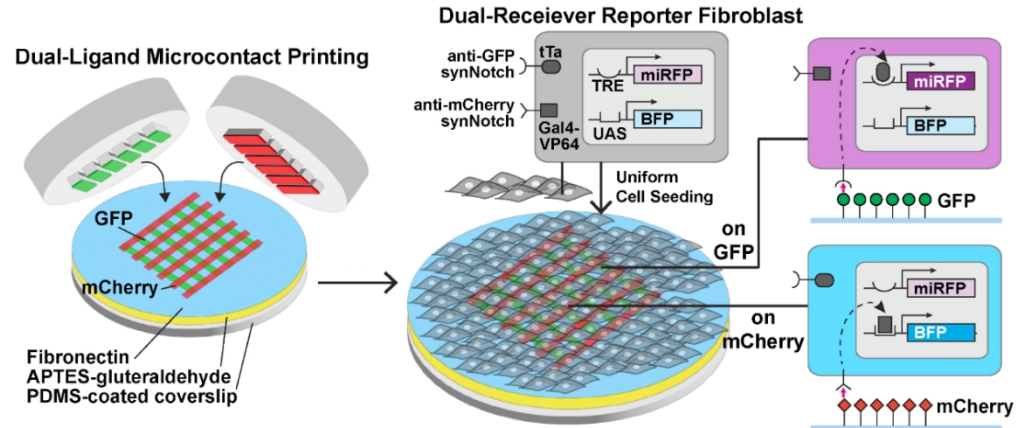 Dual-Ligand Microcontact Printing
GFP
mCherry
Fibronectin
APTES-gluteraldehyde
PDMS-coated coverslip
Dual-Receiever Reporter Fibroblast
anti-GFP
synNotch
tTa
anti-mCherry
synNotch
Gal4-
VP64
TRE
miRFP
UAS
BFP
Uniform
Cell Seeding
on
GFP
on
mCherry
miRFP
BFP
GFP
miRFP
BFP
mCherry